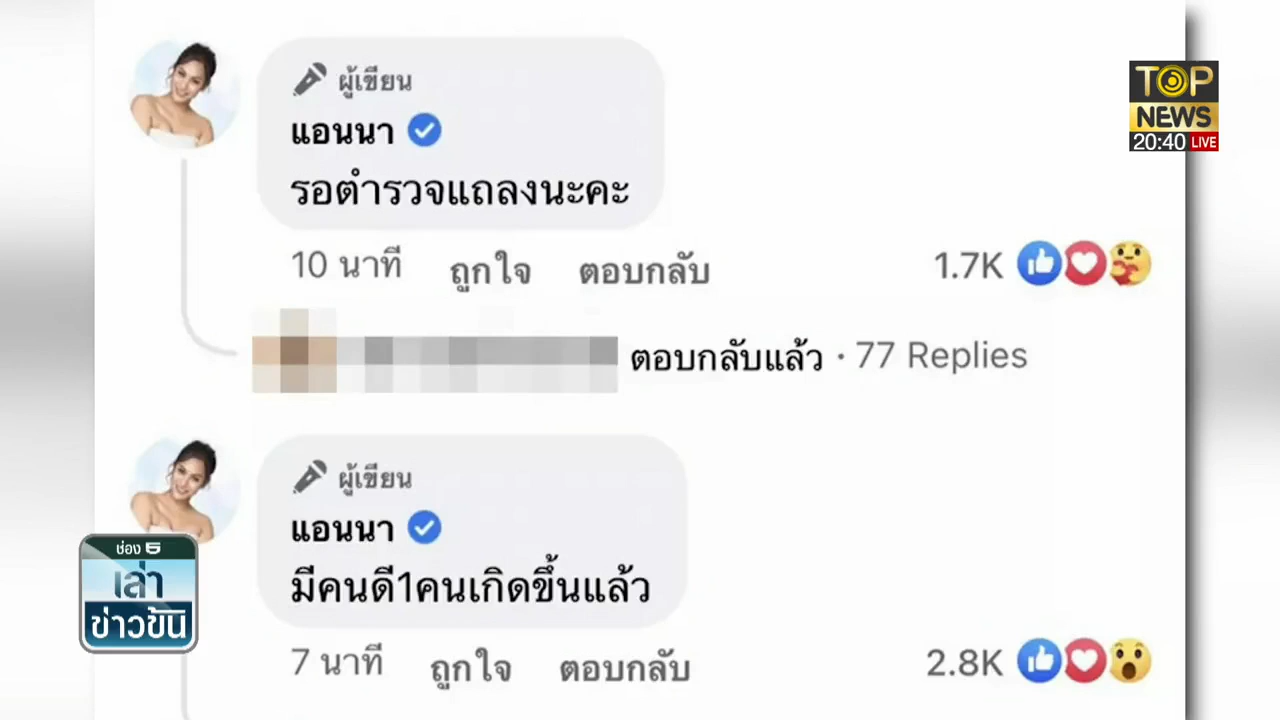 TOP
NEWS
20:40 LIVE
ผู้เขียน
แอนนา
รอตำรวจแถลงนะคะ
10 นาที ถูกใจ ตอบกลับ 1.7K
ตอบกลับแล้ว · 77 Replies
ผู้เขียน
แอนนา
มีคนดี1คนเกิดขึ้นแล้ว
7 นาที ถูกใจ ตอบกลับ 2.8K
ช่อง 5
เล่า
ข่าวข้น